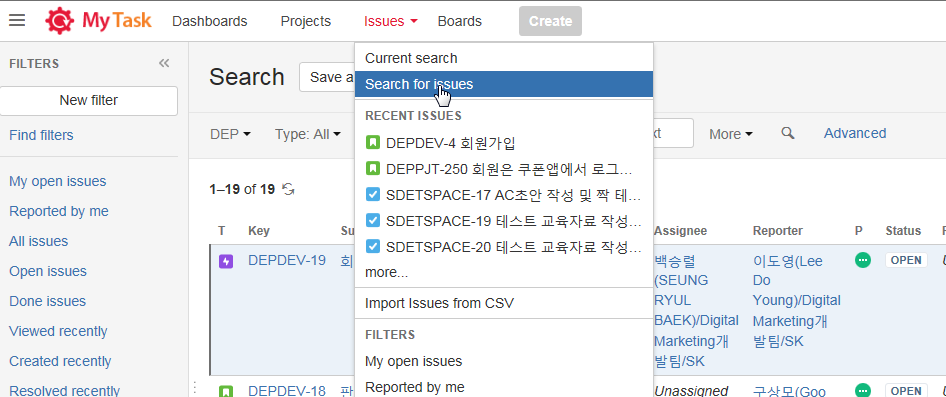 MyTask Dashboards Projects Issues Boards Create
FILTERS
New filter
Find filters
My open issues
Reported by me
All issues
Open issues
Done issues
Viewed recently
Created recently
Resolved recently
Search Save a
DEP Type: All More Advanced
1–19 of 19
T Key Su Assignee Reporter P Status
DEPDEV-19 회
백승렬
(SEUNG
RYUL
BAEK)/Digital
Marketing개
발팀/SK
이도영(Lee
Do
Young)/Digital
Marketing개
발팀/SK
OPEN
DEPDEV-18 Unassigned 구상모(Goo OPEN
Current search
Search for issues
RECENT ISSUES
DEPDEV-4 회원가입
DEPPJT-250 회원은 쿠폰앱에서 로그...
SDETSPACE-17 AC초안 작성 및 짝 테...
SDETSPACE-19 테스트 교육자료 작성...
SDETSPACE-20 테스트 교육자료 작성...
more...
Import Issues from CSV
FILTERS
My open issues
Reported by me